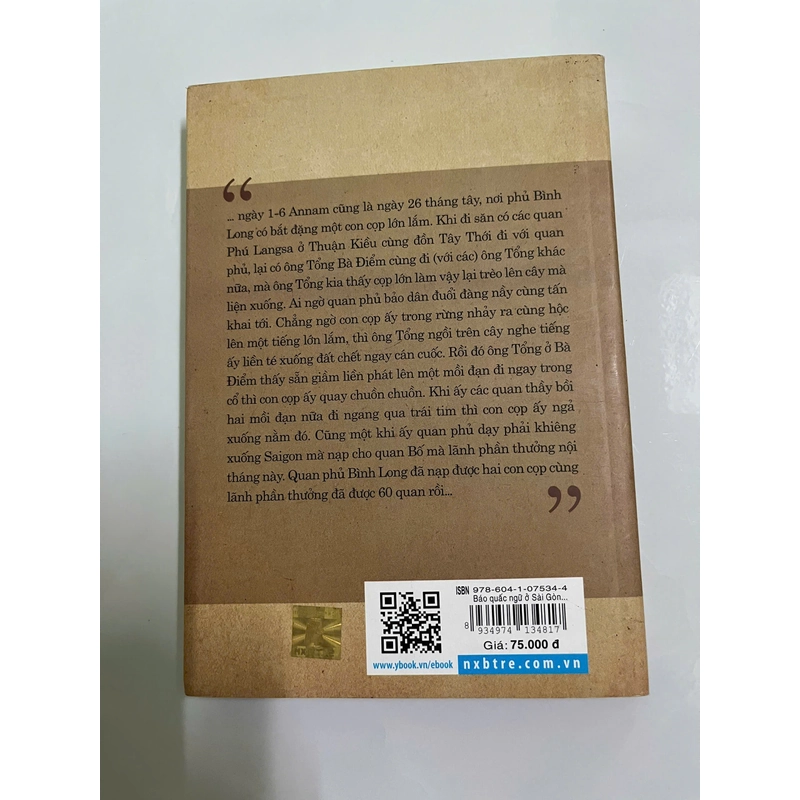 “
... ngày 1-6 Annam cũng là ngày 26 tháng tây, nơi phủ Bình
Long có bắt đặng một con cọp lớn lắm. Khi đi săn có các quan
Phú Langsa ở Thuận Kiều cùng đồn Tây Thới đi với quan
phủ, lại có ông Tổng Bà Điểm cùng đi (với các) ông Tổng khác
nữa, mà ông Tổng kia thấy cọp lớn làm vậy lại trèo lên cây mà
liện xuống. Ai ngờ quan phủ bảo dân đuổi đàng nầy cùng tấn
khai tới. Chẳng ngờ con cọp ấy trong rừng nhảy ra cùng hộc
lên một tiếng lớn lắm, thì ông Tổng ngồi trên cây nghe tiếng
ấy liền té xuống đất chết ngay cán cuốc. Rồi đó ông Tổng ở Bà
Điểm thấy sẵn giầm liền phát lên một mồi đạn đi ngay trong
cổ thì con cọp ấy quay chuồn chuồn. Khi ấy các quan thầy bồi
hai mồi đạn nữa đi ngang qua trái tim thì con cọp ấy ngả
xuống nằm đó. Cũng một khi ấy quan phủ dạy phải khiêng
xuống Saigon mà nạp cho quan Bố mà lãnh phần thưởng nội
tháng này. Quan phủ Bình Long đã nạp được hai con cọp cùng
lãnh phần thưởng đã được 60 quan rồi...
”
ISBN 978-604-1-07534-4
Báo quấc ngữ ở Sài Gòn...
8 934974 134817
Giá: 75.000 đ
www.ybook.vn/ebook
nxbtre.com.vn